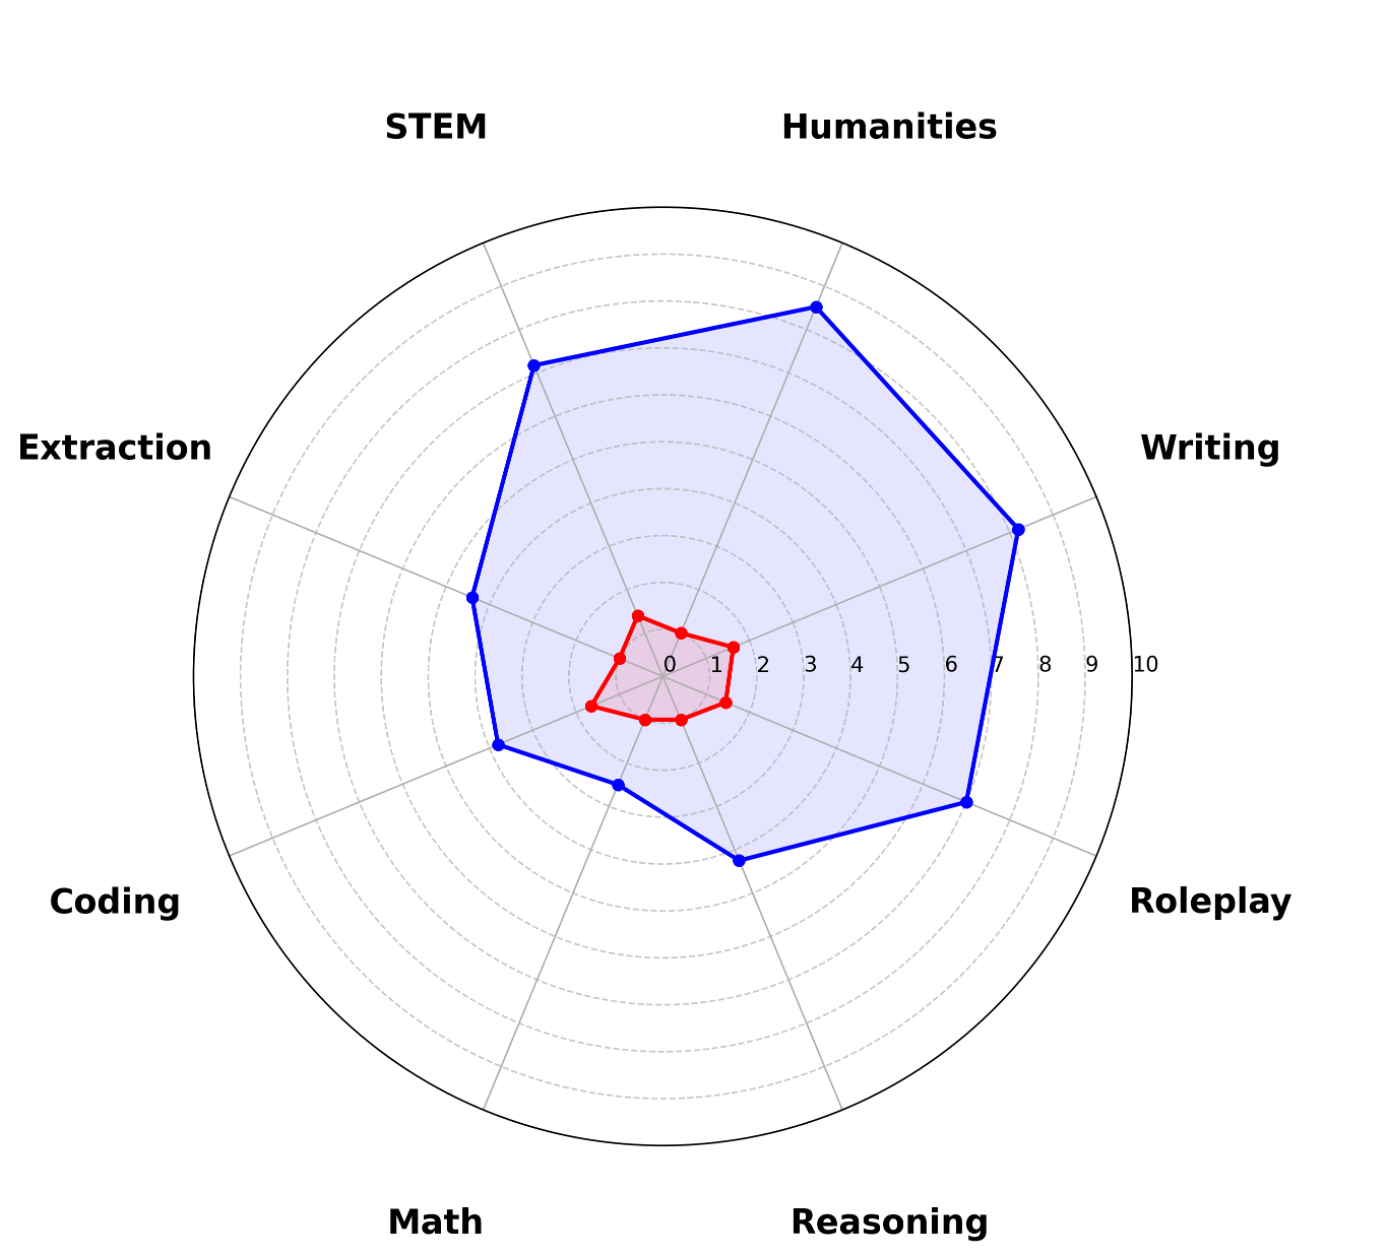 STEM
Humanities
Extraction
Writing
0 1 2 3 4 5 6 7 8 9 10
Coding
Roleplay
Math
Reasoning